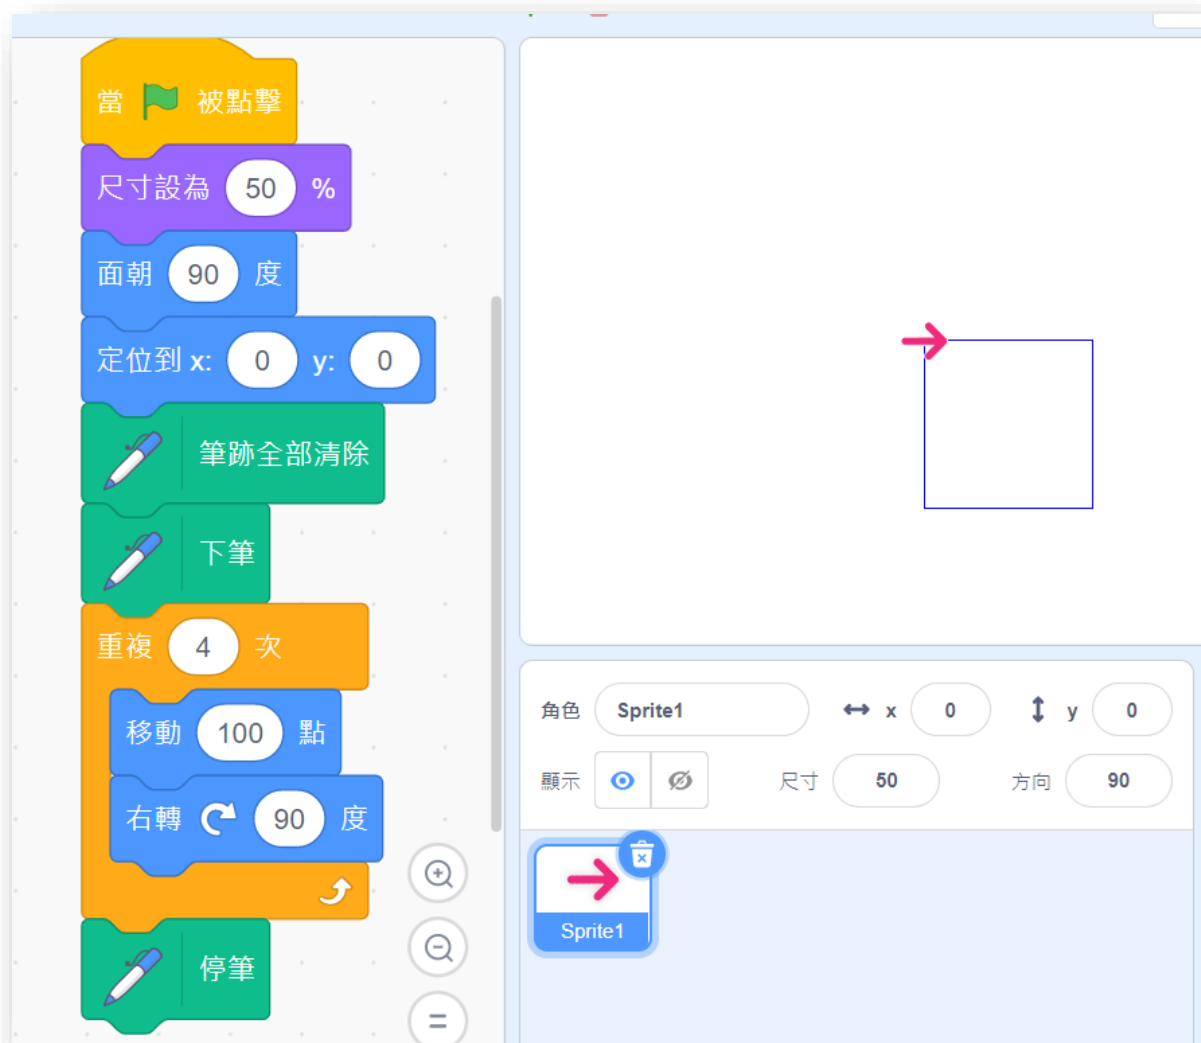 當 被點擊
尺寸設為 50 %
面朝 90 度
定位到 x: 0 y: 0
筆跡全部清除
下筆
重複 4 次
移動 100 點
右轉 90 度
停筆
角色 Sprite1 x 0 y 0
顯示 尺寸 50 方向 90
Sprite1